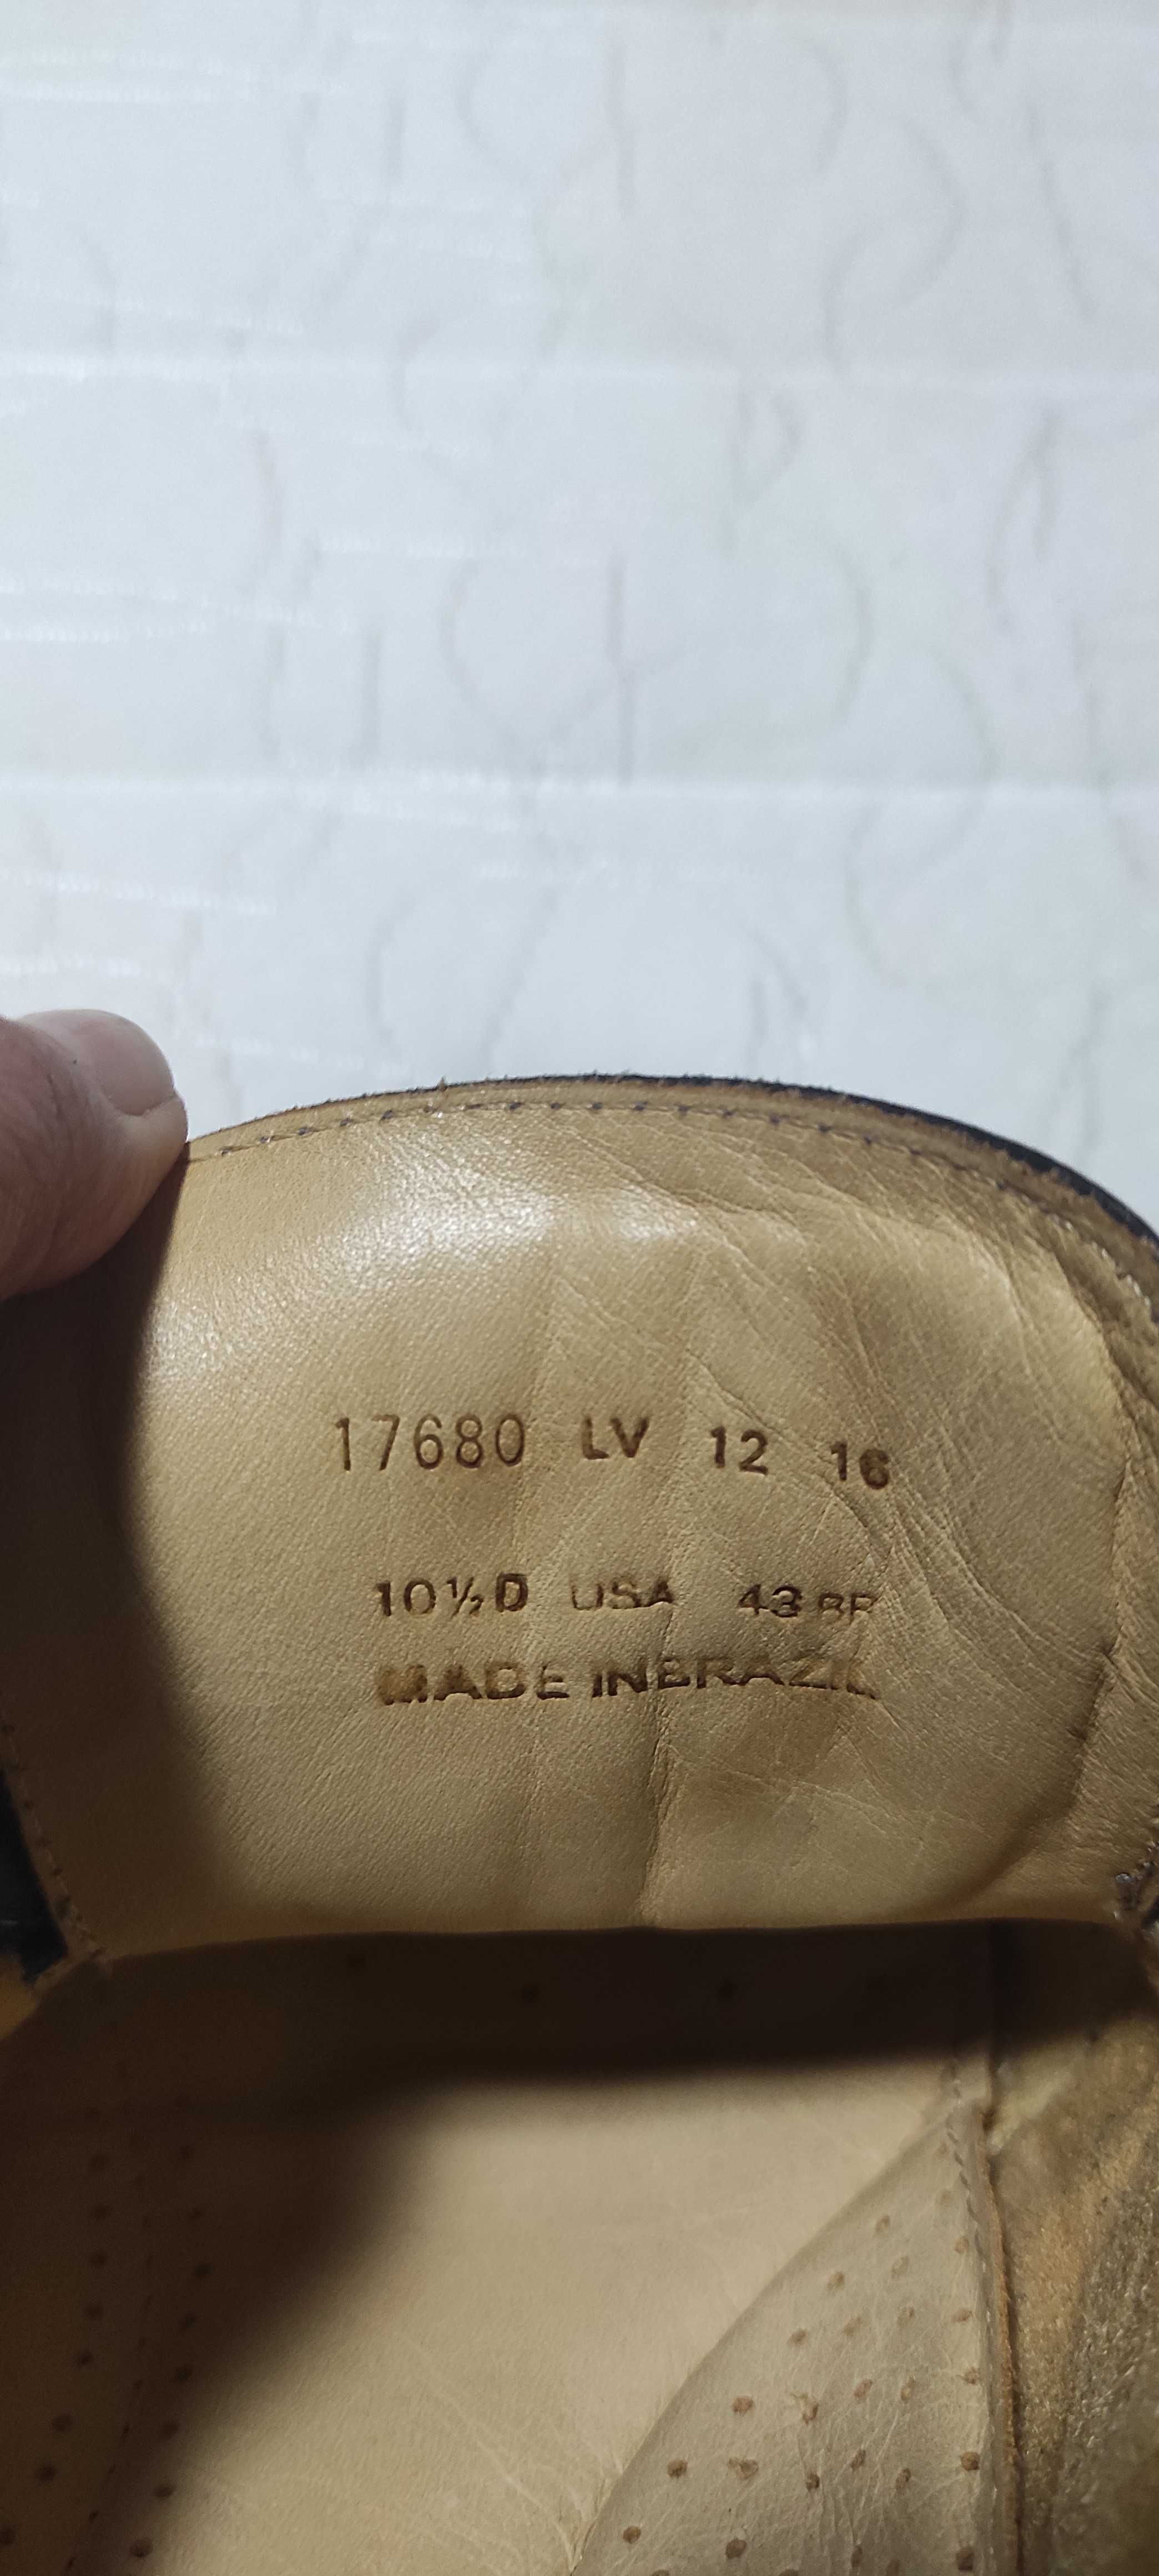 17680 LV 12 16
10½D USA 43 BR
MADE IN BRAZIL